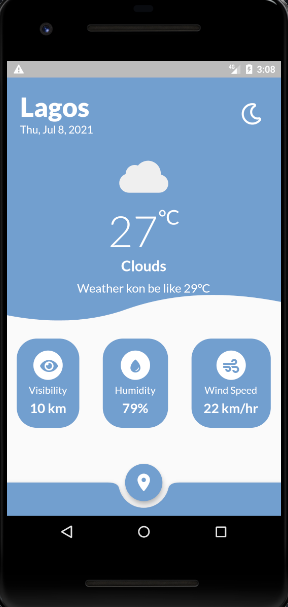 3:08
Lagos
Thu, Jul 8, 2021
27°C
Clouds
Weather kon be like 29°C
Visibility
10 km
Humidity
79%
Wind Speed
22 km/hr